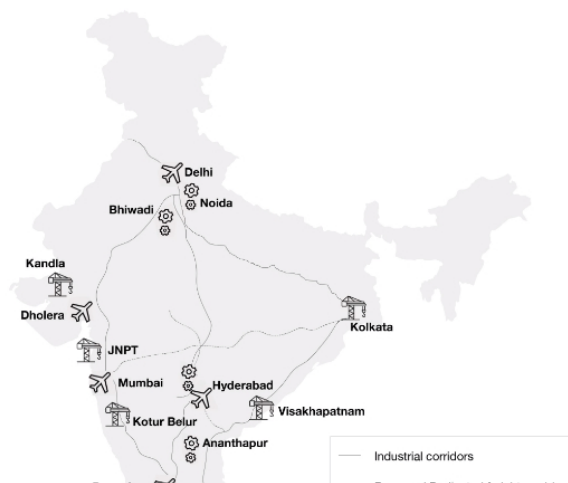 Delhi
Noida
Bhiwadi
Kandla
Dholera
Kolkata
JNPT
Mumbai
Hyderabad
Visakhapatnam
Kotur Belur
Ananthapur
Industrial corridors